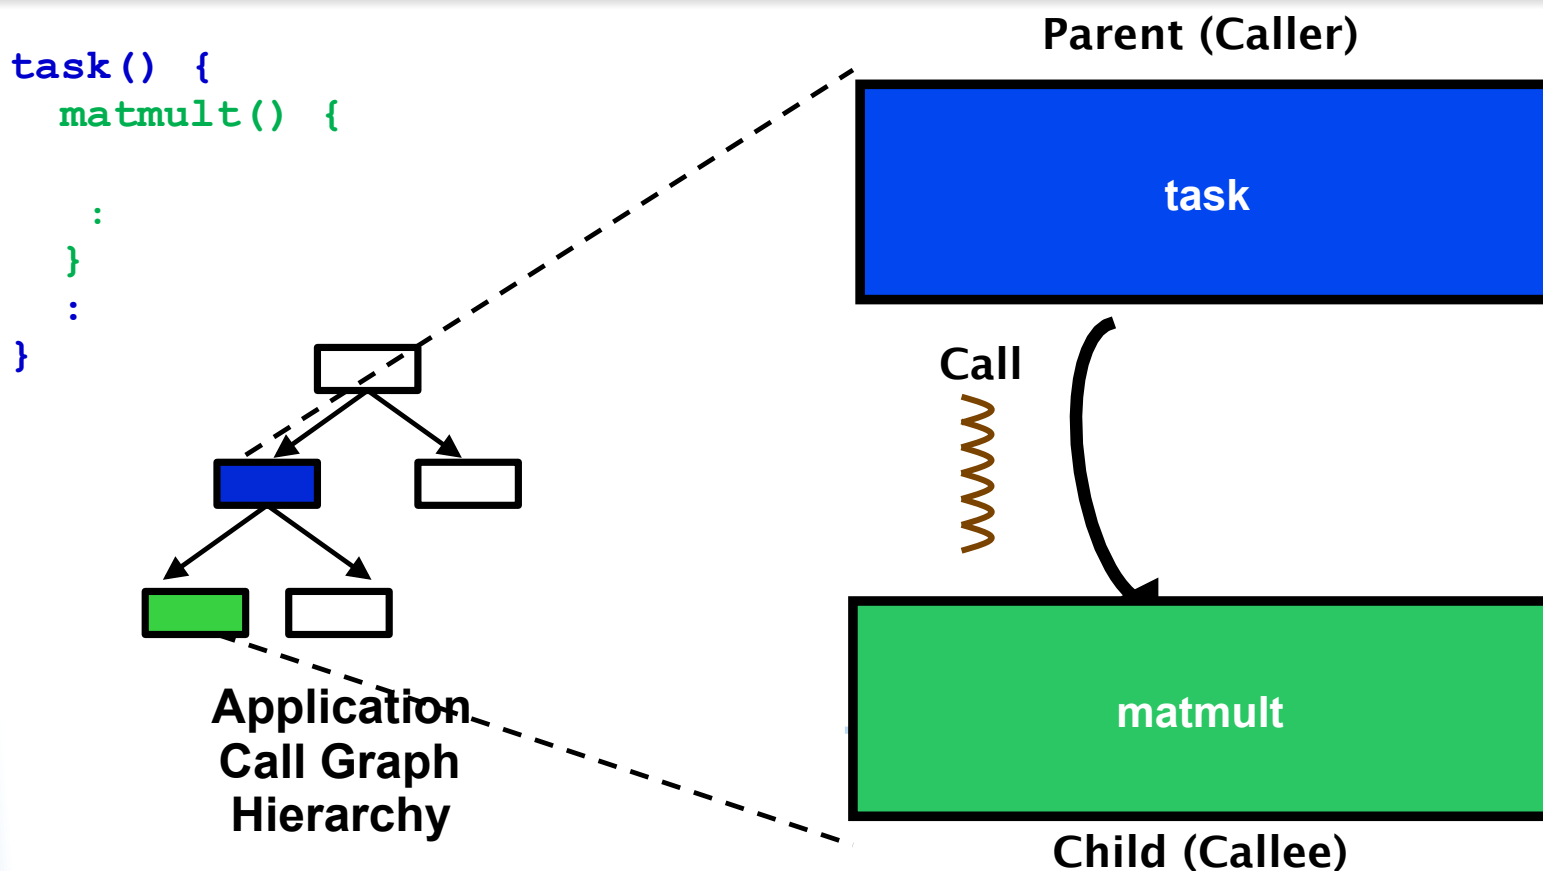 task() {
matmult() {
:
}
:
}
Parent (Caller)
task
Call
matmult
Child (Callee)
Application
Call Graph
Hierarchy